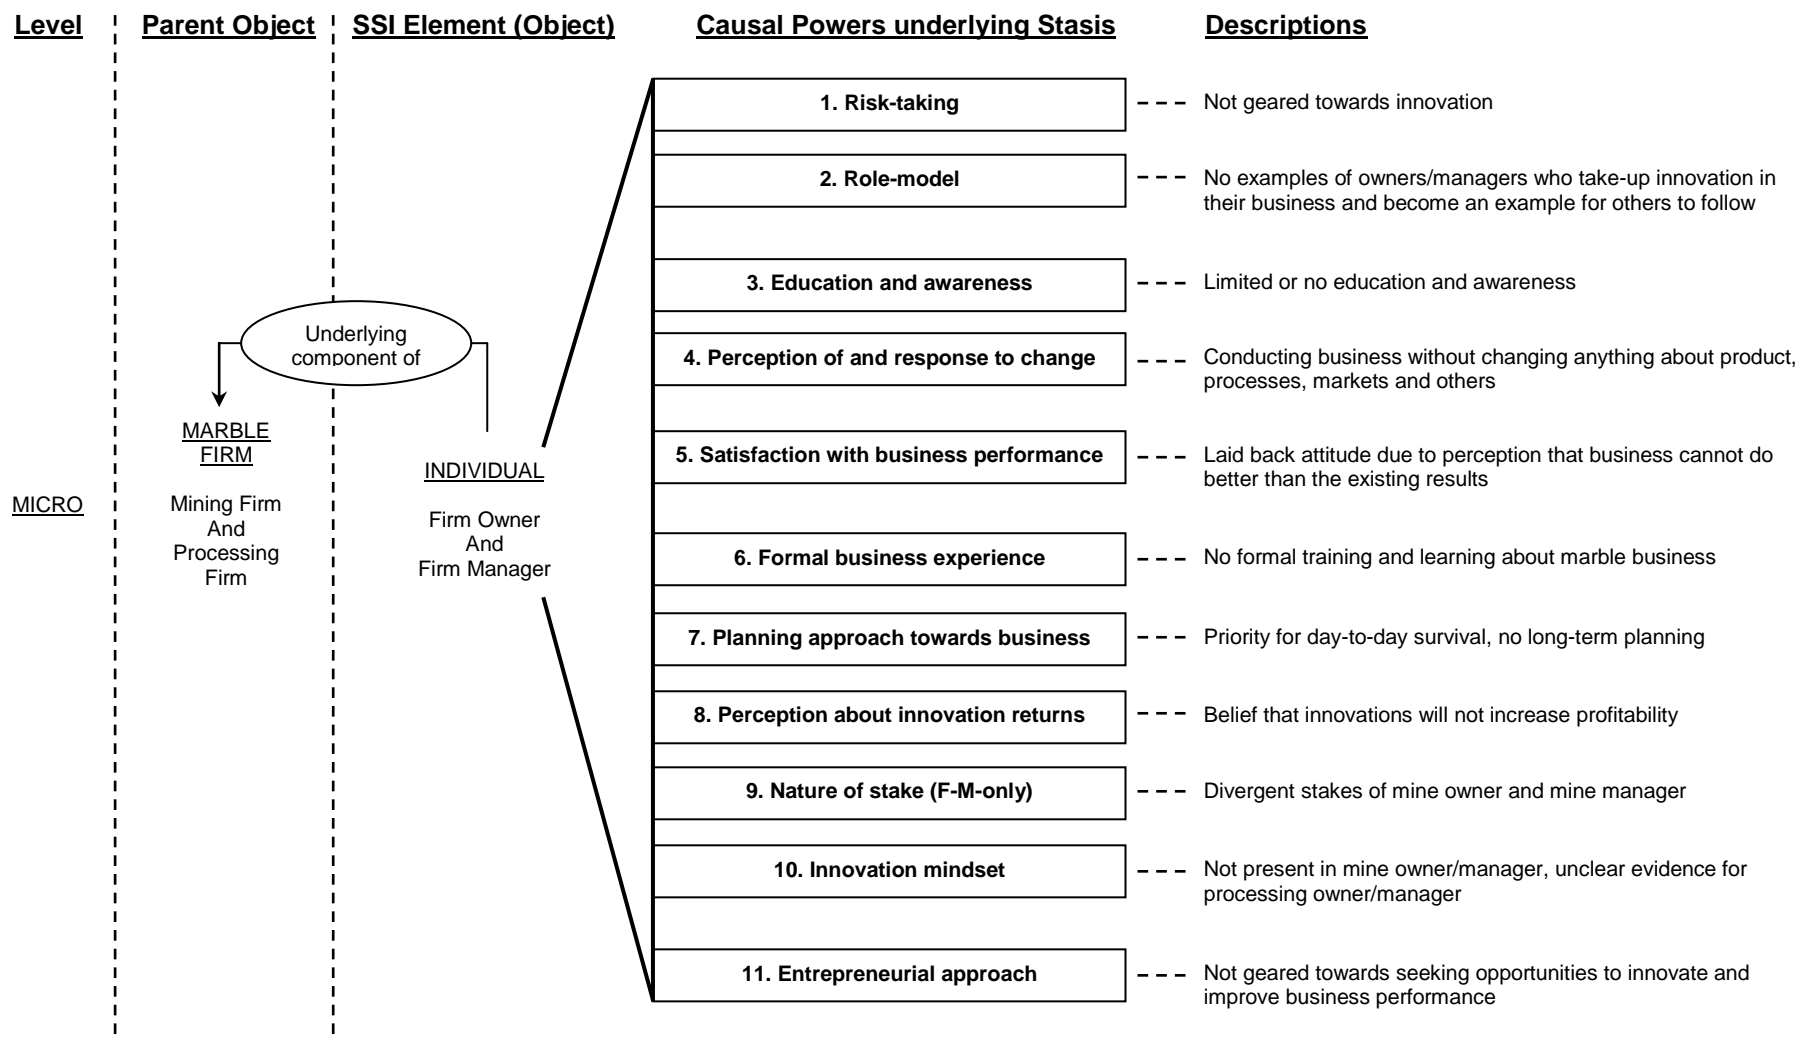 Level
Parent Object
SSI Element (Object)
Causal Powers underlying Stasis
Descriptions
MICRO
Underlying
component of
MARBLE
FIRM
Mining Firm
And
Processing
Firm
INDIVIDUAL
Firm Owner
And
Firm Manager
1. Risk-taking
Not geared towards innovation
2. Role-model
No examples of owners/managers who take-up innovation in
their business and become an example for others to follow
3. Education and awareness
Limited or no education and awareness
4. Perception of and response to change
Conducting business without changing anything about product,
processes, markets and others
5. Satisfaction with business performance
Laid back attitude due to perception that business cannot do
better than the existing results
6. Formal business experience
No formal training and learning about marble business
7. Planning approach towards business
Priority for day-to-day survival, no long-term planning
8. Perception about innovation returns
Belief that innovations will not increase profitability
9. Nature of stake (F-M-only)
Divergent stakes of mine owner and mine manager
10. Innovation mindset
Not present in mine owner/manager, unclear evidence for
processing owner/manager
11. Entrepreneurial approach
Not geared towards seeking opportunities to innovate and
improve business performance